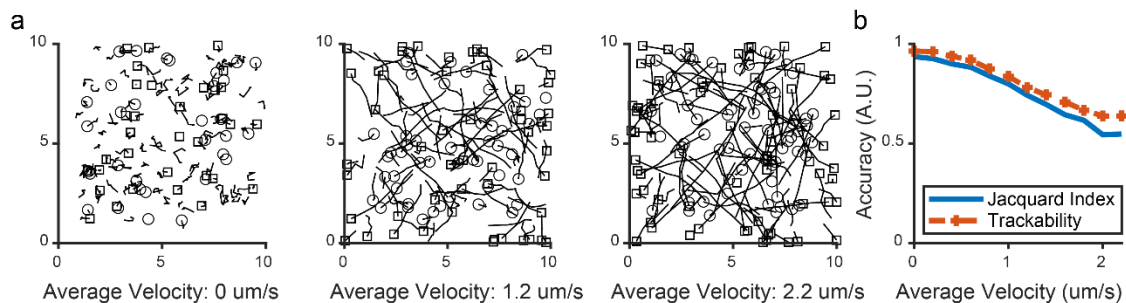 a
b
10
5
0
0
5
10
Average Velocity: 0 um/s
10
5
0
0
5
10
Average Velocity: 1.2 um/s
10
5
0
0
5
10
Average Velocity: 2.2 um/s
Accuracy (A.U.)
1
0.5
0
Jacquard Index
Trackability
0
1
2
Average Velocity (um/s)